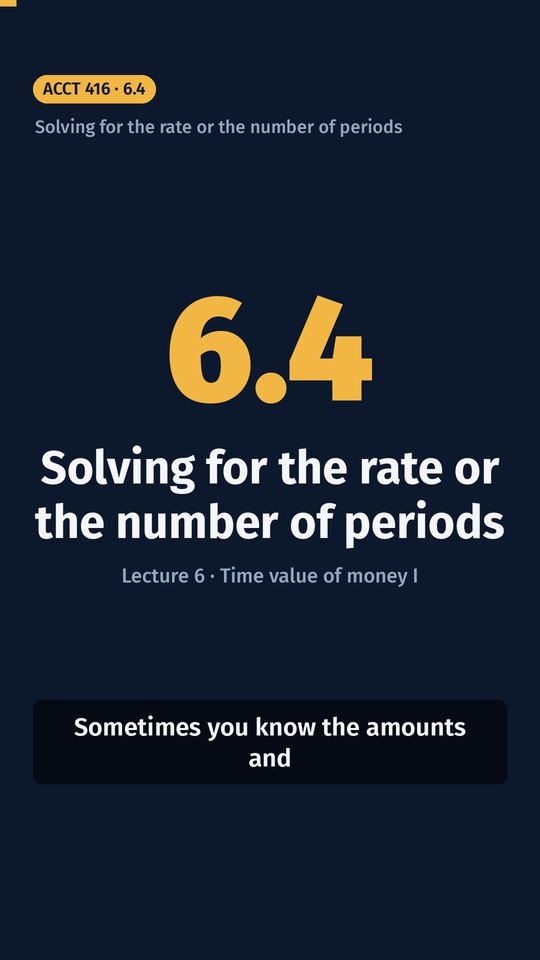 ACCT 416 · 6.4
Solving for the rate or the number of periods
6.4
Solving for the rate or
the number of periods
Lecture 6 · Time value of money I
Sometimes you know the amounts
and